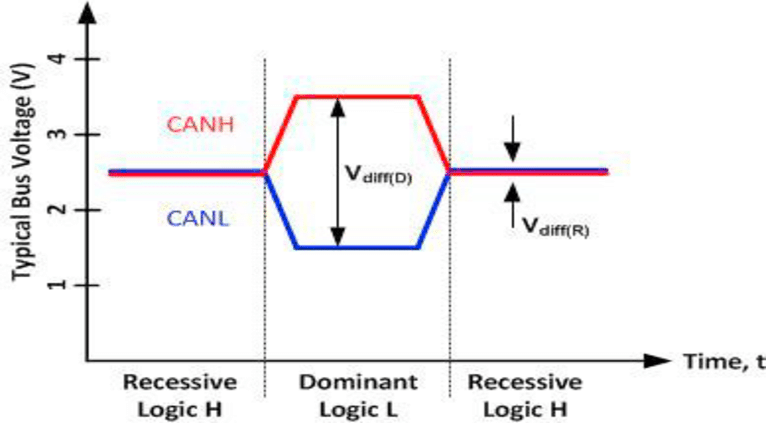 Typical Bus Voltage (V)
4
3
2
1
CANH
CANL
Vdiff(D)
Vdiff(R)
Time, t
Recessive
Logic H
Dominant
Logic L
Recessive
Logic H